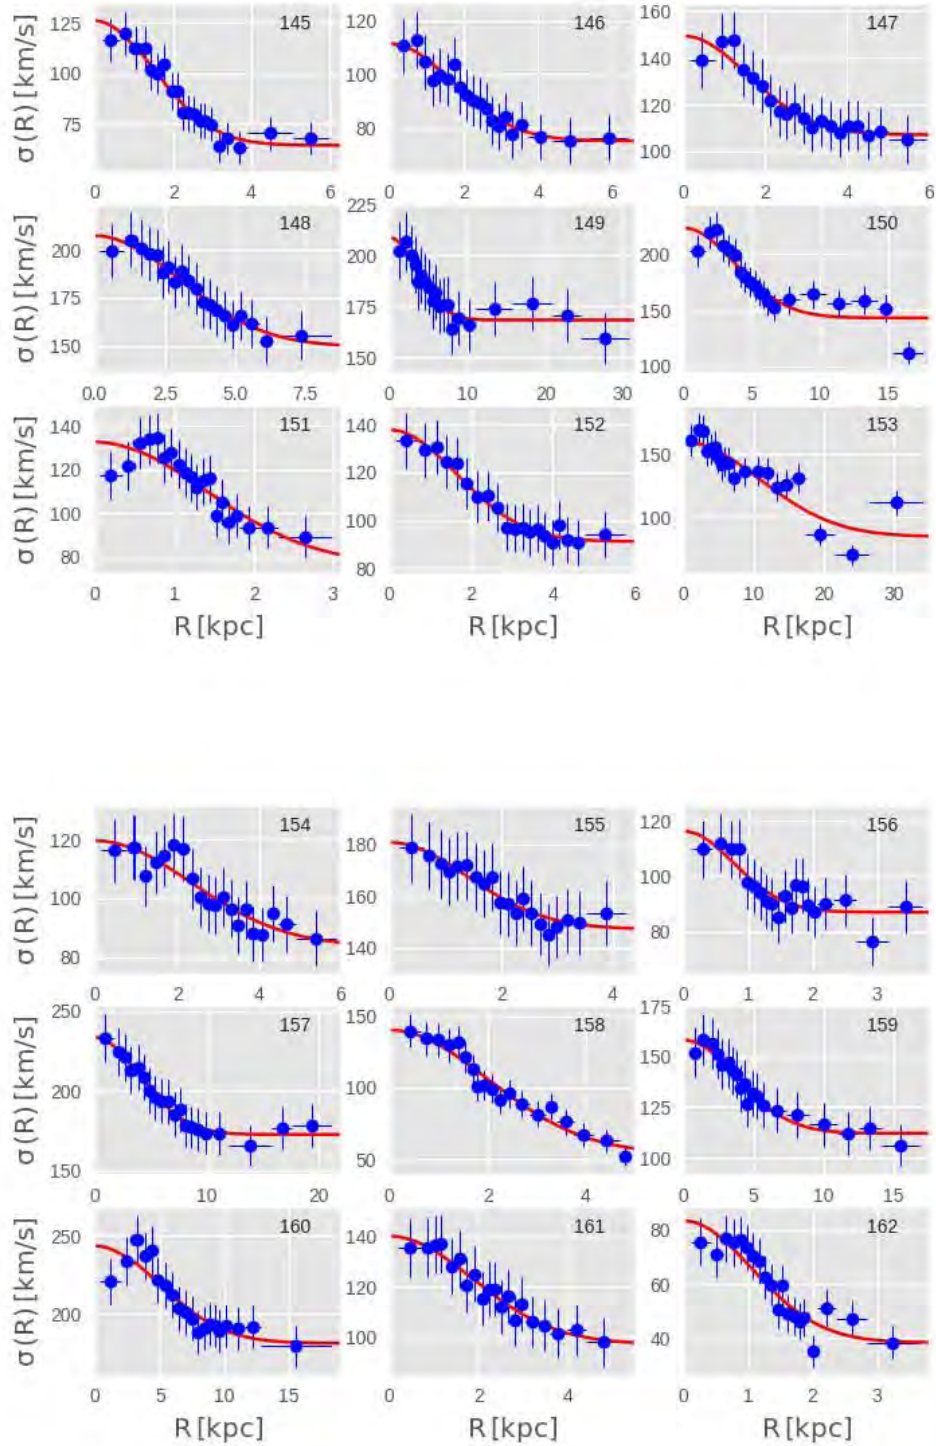 145 146 147
σ(R) [km/s]
125 100 75
120 100 80
160 140 120 100
0 2 4 6
0 2 4 6
0 2 4 6
148 149 150
σ(R) [km/s]
200 175 150
225 200 175 150
200 150 100
0.0 2.5 5.0 7.5
0 10 20 30
0 5 10 15
151 152 153
σ(R) [km/s]
140 120 100 80
140 120 100 80
150 100
0 1 2 3
0 2 4 6
0 10 20 30
R [kpc] R [kpc] R [kpc]
154 155 156
σ(R) [km/s]
120 100 80
180 160 140
120 100 80
0 2 4 6
0 2 4
0 1 2 3
157 158 159
σ(R) [km/s]
250 200 150
150 100 50
175 150 125 100
0 10 20
0 2 4
0 5 10 15
160 161 162
σ(R) [km/s]
250 200
140 120 100
80 60 40
0 5 10 15
0 2 4
0 1 2 3
R [kpc] R [kpc] R [kpc]